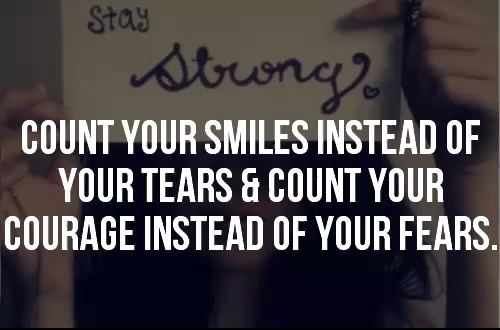 Stay
Strong
COUNT YOUR SMILES INSTEAD OF
YOUR TEARS & COUNT YOUR
COURAGE INSTEAD OF YOUR FEARS.